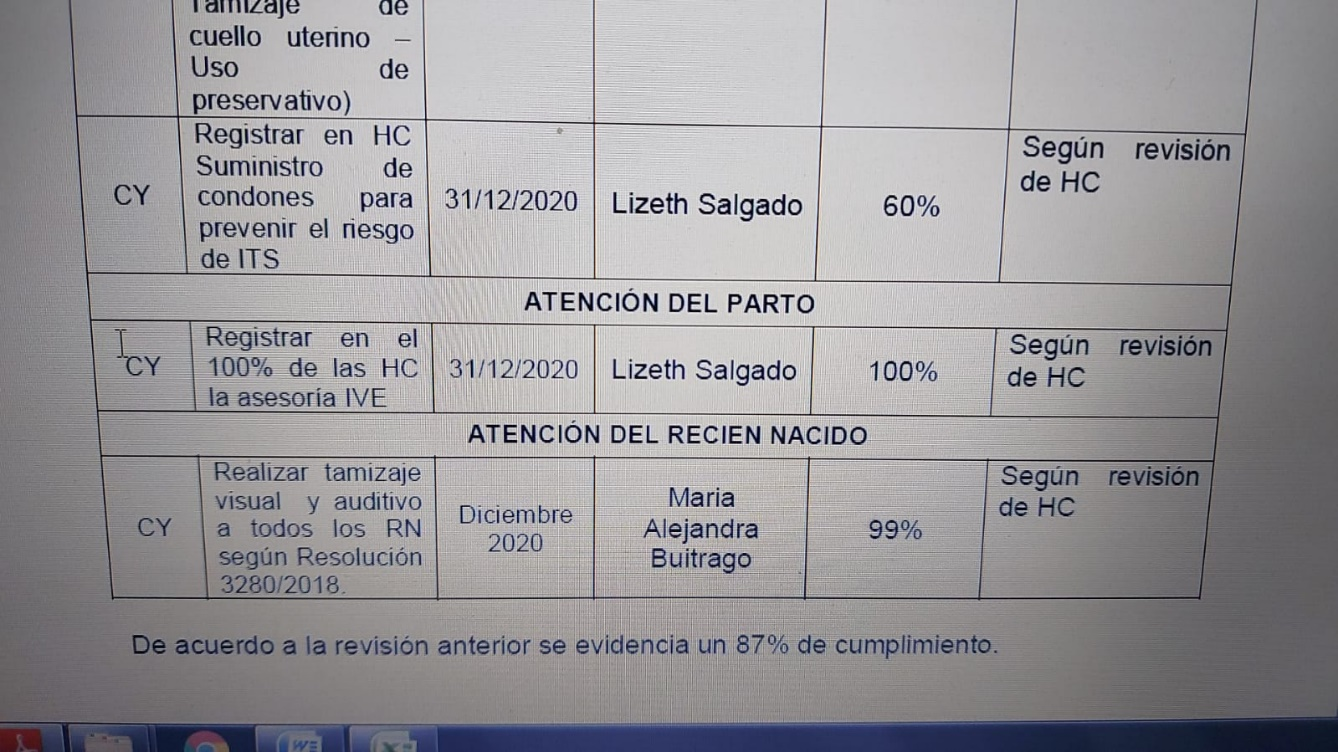 Tamizaje de
cuello uterino –
Uso de
preservativo)
CY
Registrar en HC
Suministro de
condones para
prevenir el riesgo
de ITS
31/12/2020
Lizeth Salgado
60%
Según revisión
de HC
ATENCIÓN DEL PARTO
CY
Registrar en el
100% de las HC
la asesoría IVE
31/12/2020
Lizeth Salgado
100%
Según revisión
de HC
ATENCIÓN DEL RECIEN NACIDO
CY
Realizar tamizaje
visual y auditivo
a todos los RN
según Resolución
3280/2018.
Diciembre
2020
Maria
Alejandra
Buitrago
99%
Según revisión
de HC
De acuerdo a la revisión anterior se evidencia un 87% de cumplimiento.